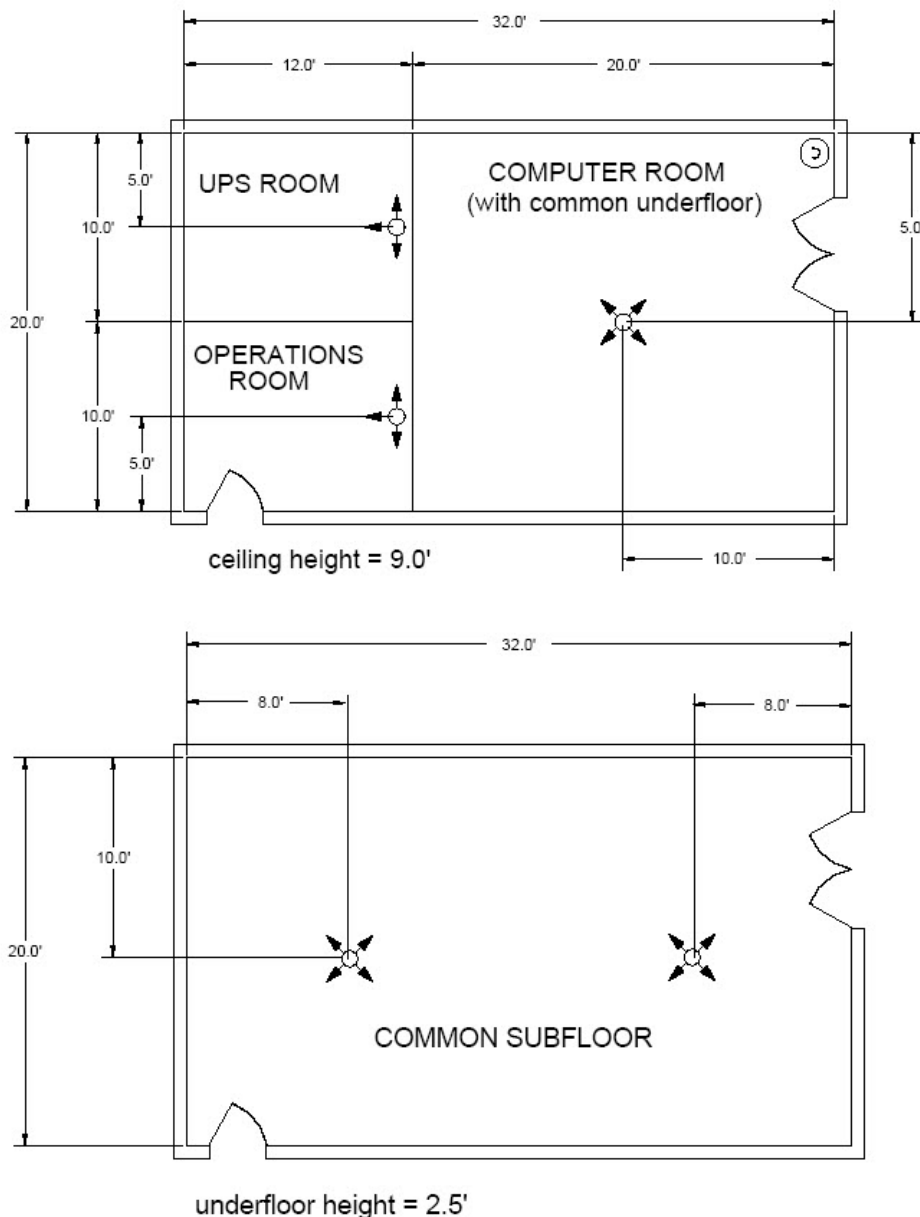 32.0'
12.0'
20.0'
5.0'
UPS ROOM
COMPUTER ROOM
(with common underfloor)
10.0'
5.0'
20.0'
OPERATIONS
ROOM
10.0'
5.0'
ceiling height = 9.0'
10.0'
32.0'
8.0'
8.0'
10.0'
20.0'
COMMON SUBFLOOR
underfloor height = 2.5'